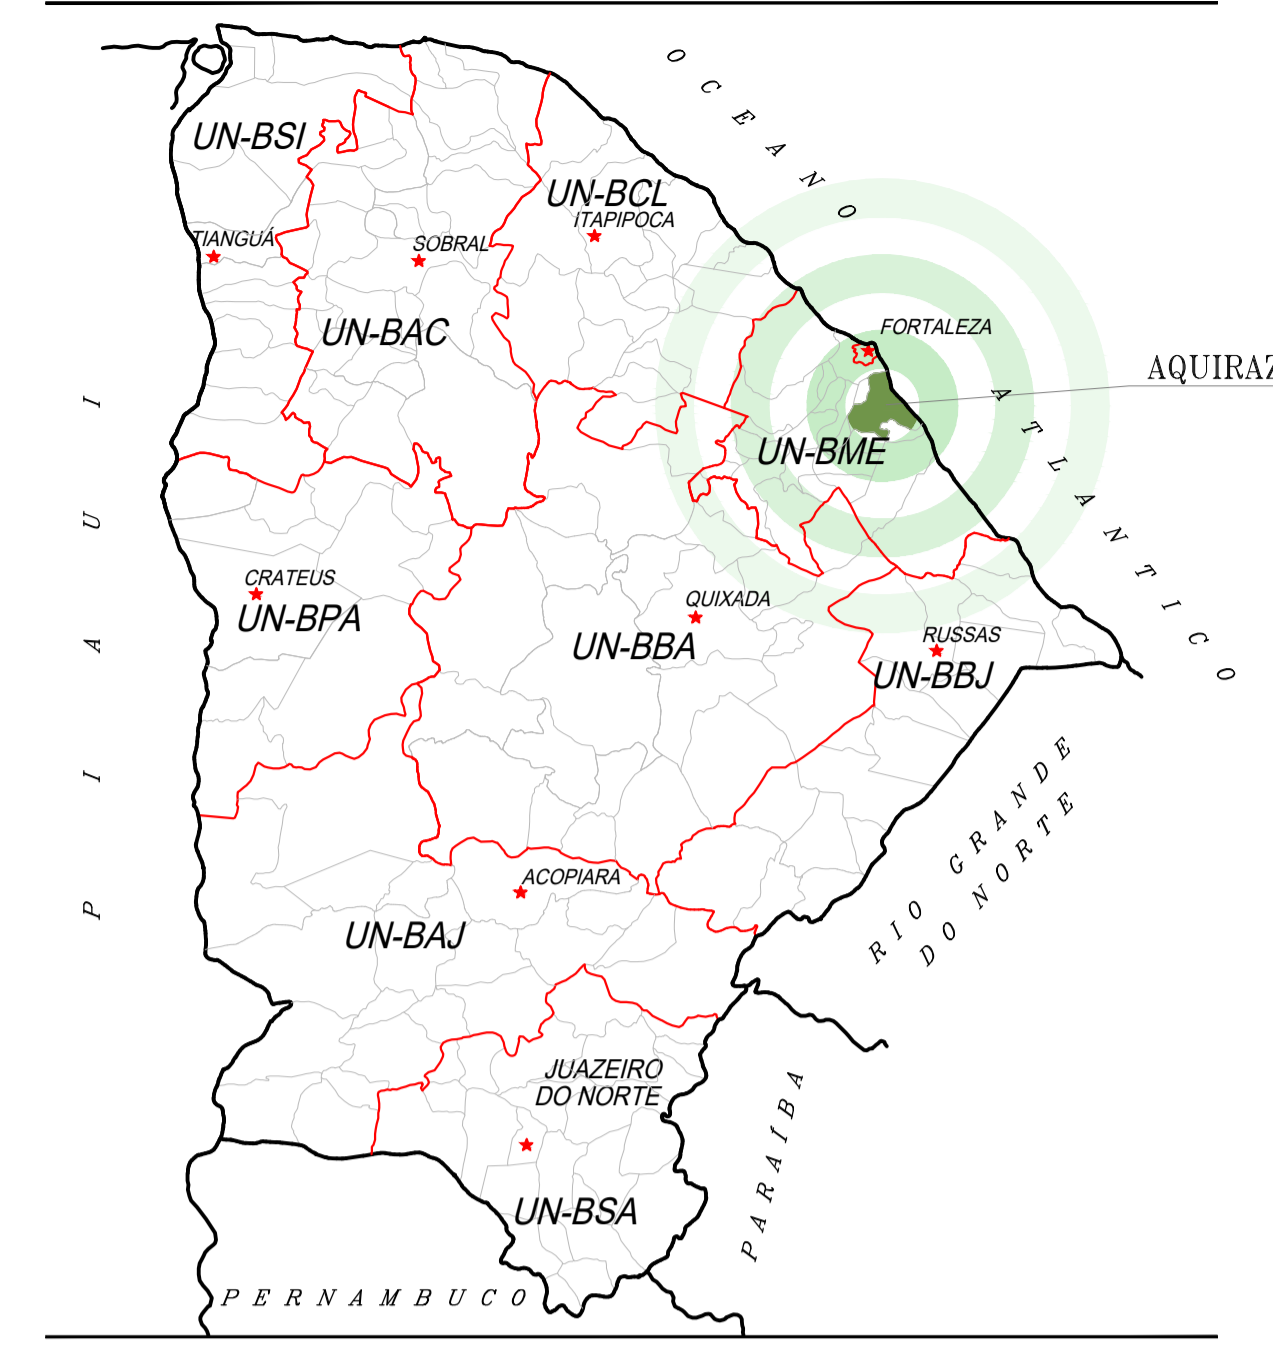 OCEANO
ATLANTICO
UN-BSI
TIANGUÁ
UN-BCL
ITAPIPOCA
SOBRAL
UN-BAC
FORTALEZA
AQUIRAZ
UN-BME
PIAUI
CRATEUS
UN-BPA
QUIXADA
UN-BBA
RUSSAS
UN-BBJ
RIO GRANDE
DO NORTE
ACOPIARA
UN-BAJ
JUAZEIRO
DO NORTE
PARAÍBA
UN-BSA
PERNAMBUCO